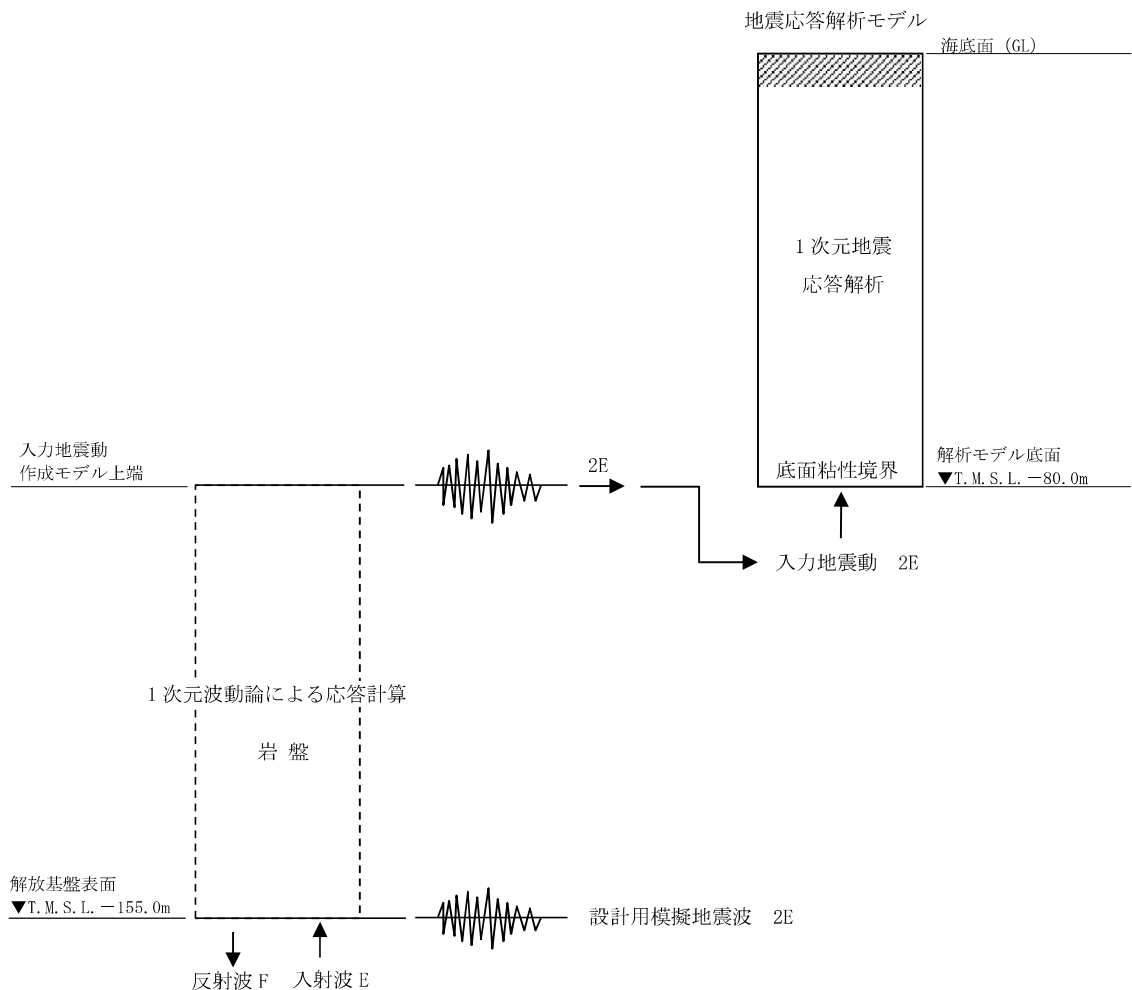 地震応答解析モデル
海底面 (GL)
1次元地震
応答解析
入力地震動
作成モデル上端
2E
底面粘性境界
解析モデル底面
▼T.M.S.L.－80.0m
入力地震動　2E
1次元波動論による応答計算
岩 盤
解放基盤表面
▼T.M.S.L.－155.0m
設計用模擬地震波　2E
反射波F
入射波E